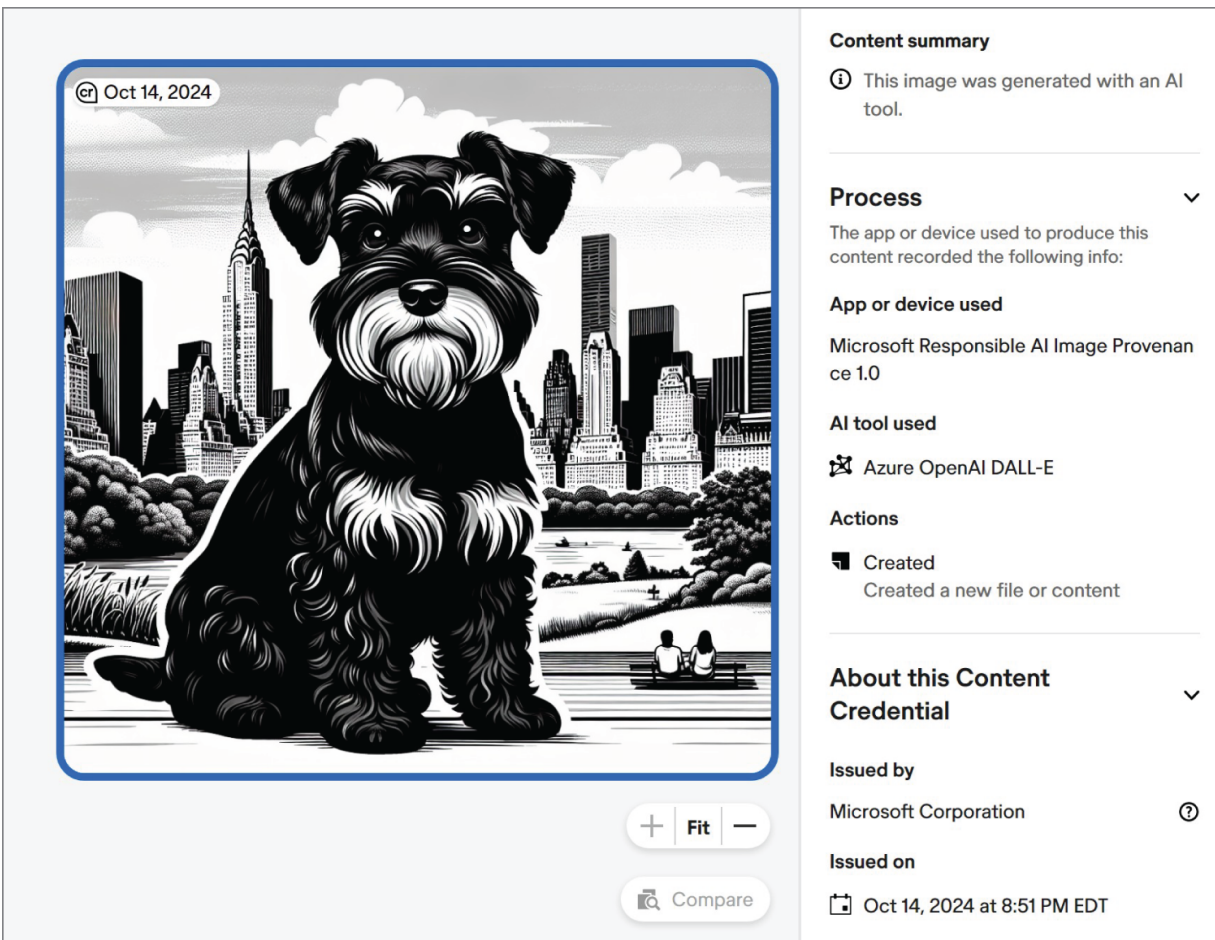 cr Oct 14, 2024
Fit
Compare
Content summary
This image was generated with an AI
tool.
Process
The app or device used to produce this
content recorded the following info:
App or device used
Microsoft Responsible AI Image Provenan
ce 1.0
AI tool used
Azure OpenAI DALL-E
Actions
Created
Created a new file or content
About this Content
Credential
Issued by
Microsoft Corporation
Issued on
Oct 14, 2024 at 8:51 PM EDT